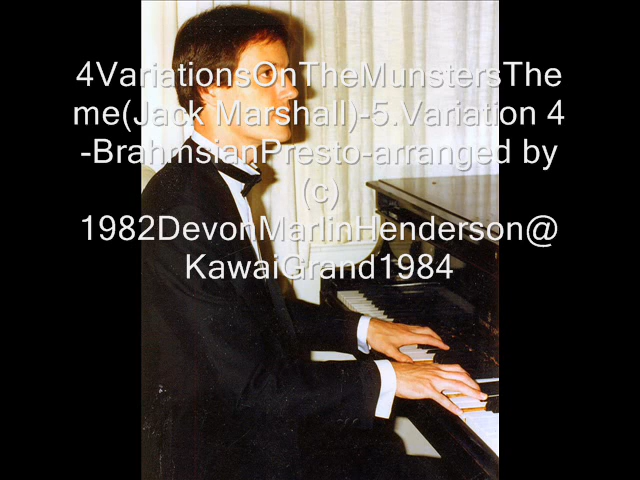 4VariationsOnTheMunstersThe
me(Jack Marshall)-5.Variation 4
-BrahmsianPresto-arranged by
(c)
1982DevonMarlinHenderson@
KawaiGrand1984